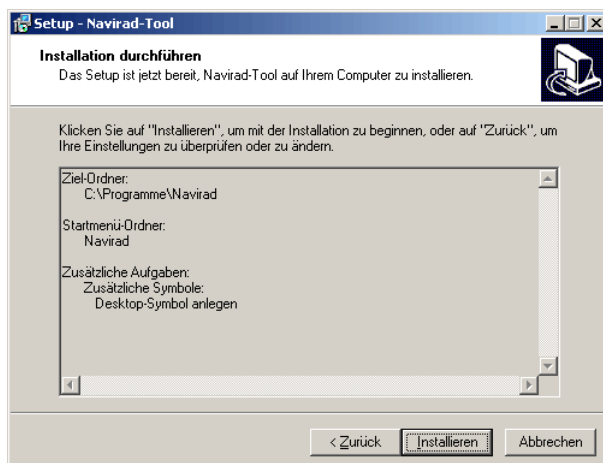 Setup - Navirad-Tool
Installation durchführen
Das Setup ist jetzt bereit, Navirad-Tool auf Ihrem Computer zu installieren.
Klicken Sie auf "Installieren", um mit der Installation zu beginnen, oder auf "Zurück", um
Ihre Einstellungen zu überprüfen oder zu ändern.
Ziel-Ordner:
C:\Programme\Navirad
Startmenü-Ordner:
Navirad
Zusätzliche Aufgaben:
Zusätzliche Symbole:
Desktop-Symbol anlegen
< Zurück Installieren Abbrechen